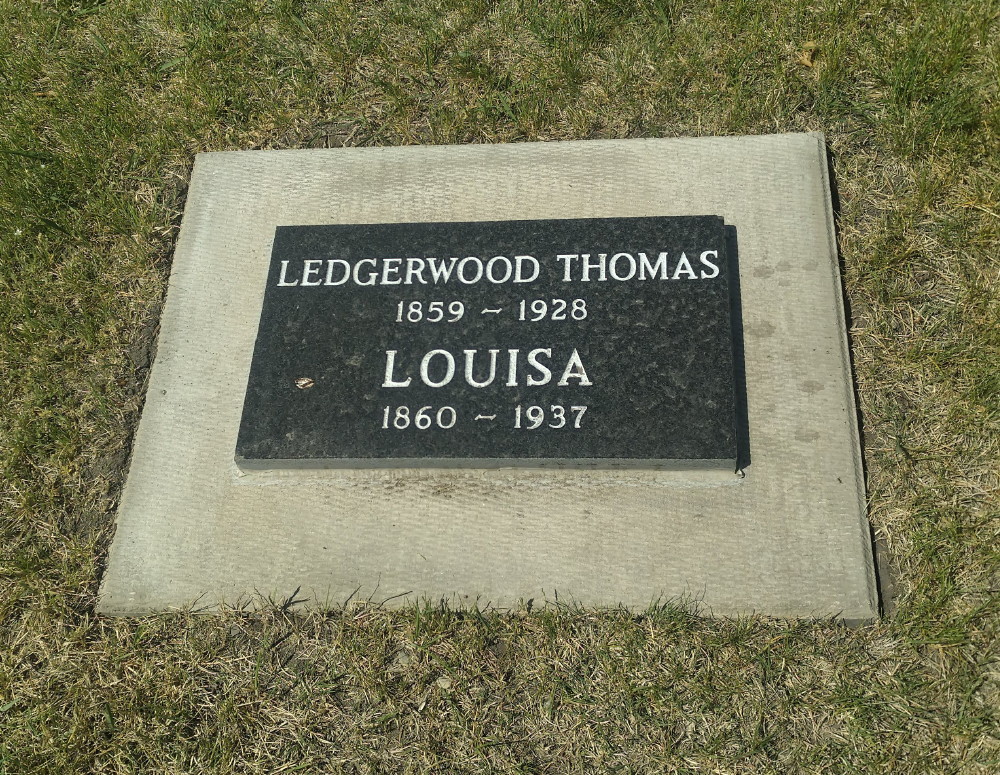 LEDGERWOOD THOMAS
1859 ~ 1928
LOUISA
1860 ~ 1937